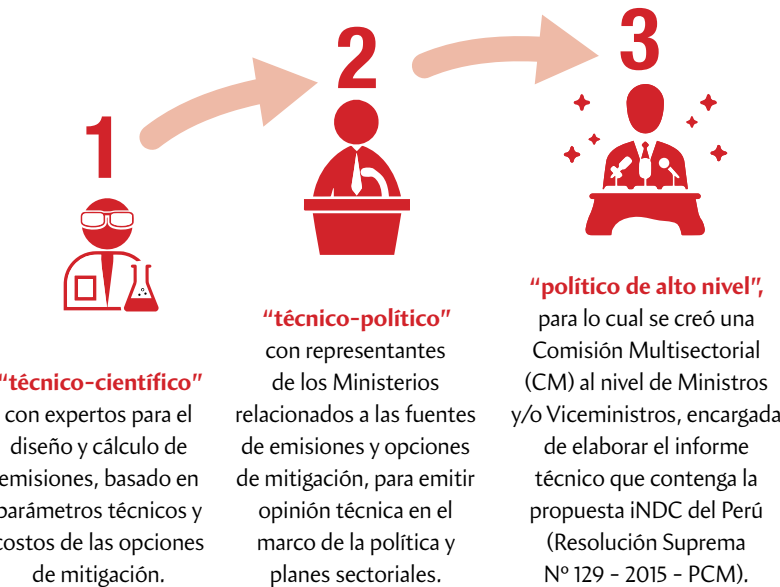 1
"técnico-científico"
con expertos para el
diseño y cálculo de
emisiones, basado en
parámetros técnicos y
costos de las opciones
de mitigación.
2
"técnico-político"
con representantes
de los Ministerios
relacionados a las fuentes
de emisiones y opciones
de mitigación, para emitir
opinión técnica en el
marco de la política y
planes sectoriales.
3
"político de alto nivel",
para lo cual se creó una
Comisión Multisectorial
(CM) al nivel de Ministros
y/o Viceministros, encargada
de elaborar el informe
técnico que contenga la
propuesta iNDC del Perú
(Resolución Suprema
Nº 129 - 2015 - PCM).